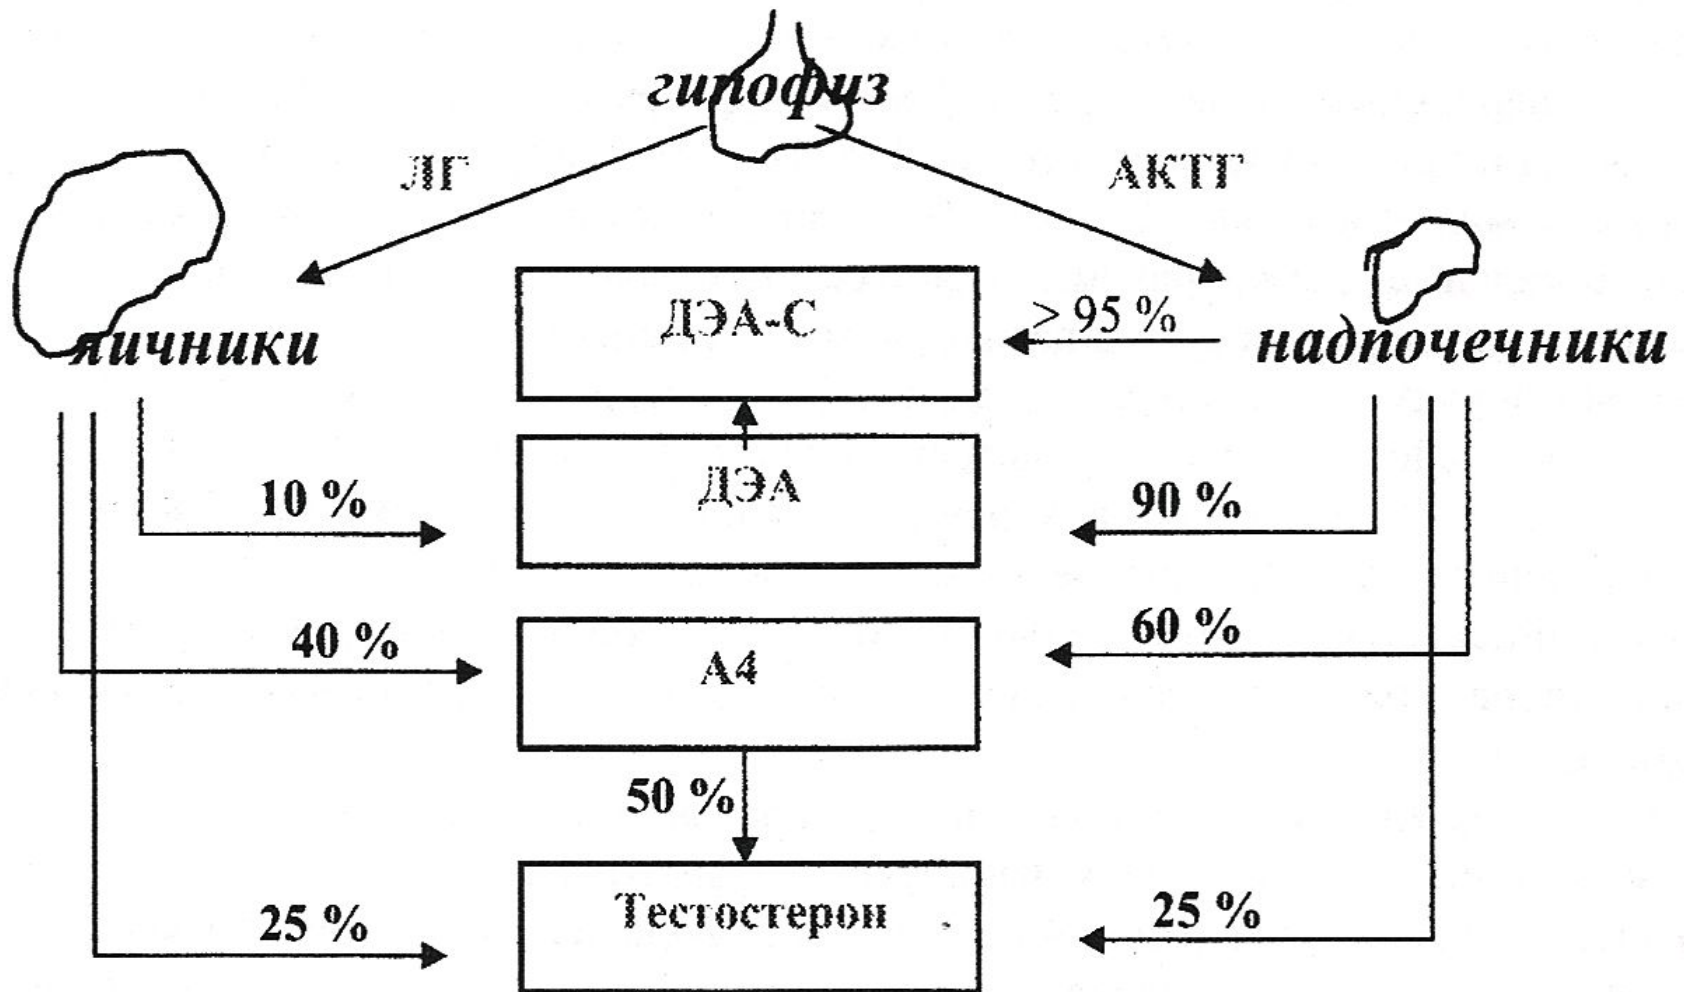 гипофиз
ЛГ
АКТГ
ДЭА-С
> 95 %
яичники
надпочечники
ДЭА
10 %
90 %
40 %
60 %
А4
50 %
Тестостерон
25 %
25 %